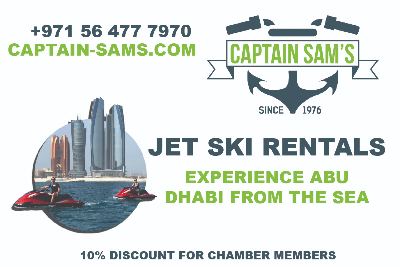 +971 56 477 7970
CAPTAIN-SAMS.COM
CAPTAIN SAM'S
SINCE 1976
JET SKI RENTALS
EXPERIENCE ABU
DHABI FROM THE SEA
10% DISCOUNT FOR CHAMBER MEMBERS